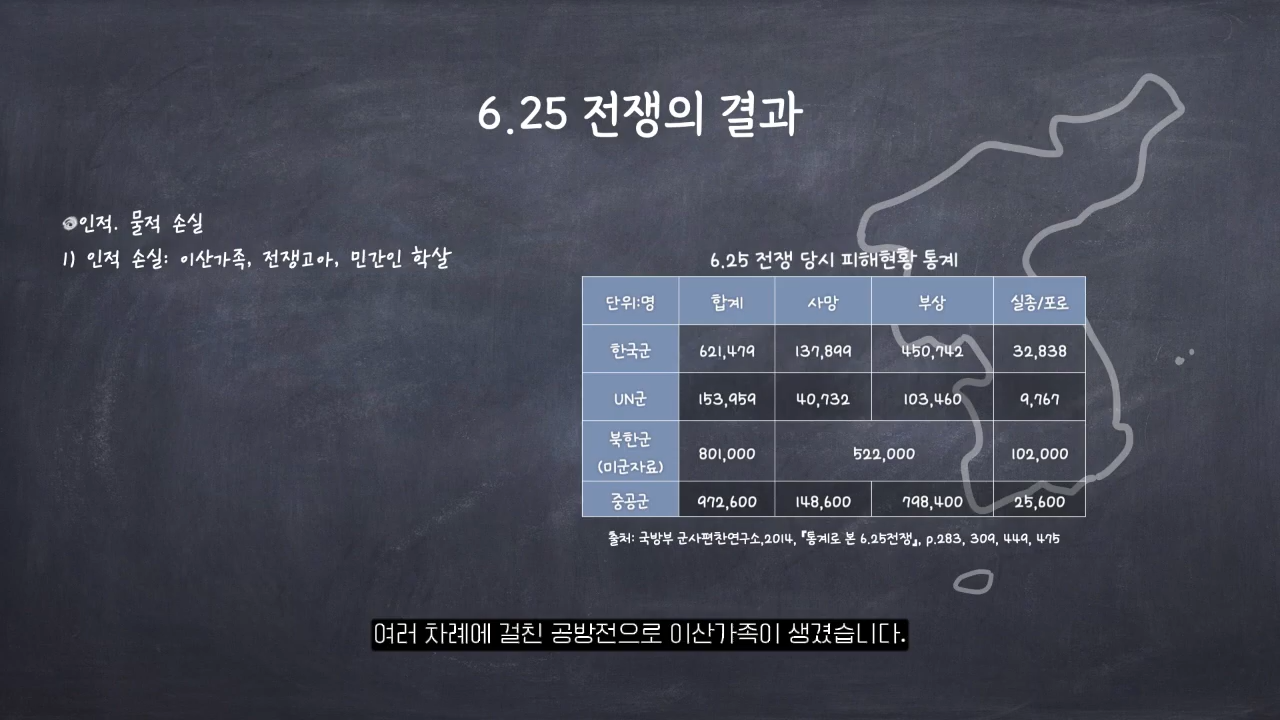 6.25 전쟁의 결과
인적. 물적 손실
1) 인적 손실: 이산가족, 전쟁고아, 민간인 학살
6.25 전쟁 당시 피해현황 통계
단위:명 합계 사망 부상 실종/포로
한국군 621,479 137,899 450,742 32,838
UN군 153,959 40,732 103,460 9,767
북한군
(미군자료) 801,000 522,000 102,000
중공군 972,600 148,600 798,400 25,600
출처: 국방부 군사편찬연구소,2014, 『통계로 본 6.25전쟁』, p.283, 309, 449, 475
여러 차례에 걸친 공방전으로 이산가족이 생겼습니다.